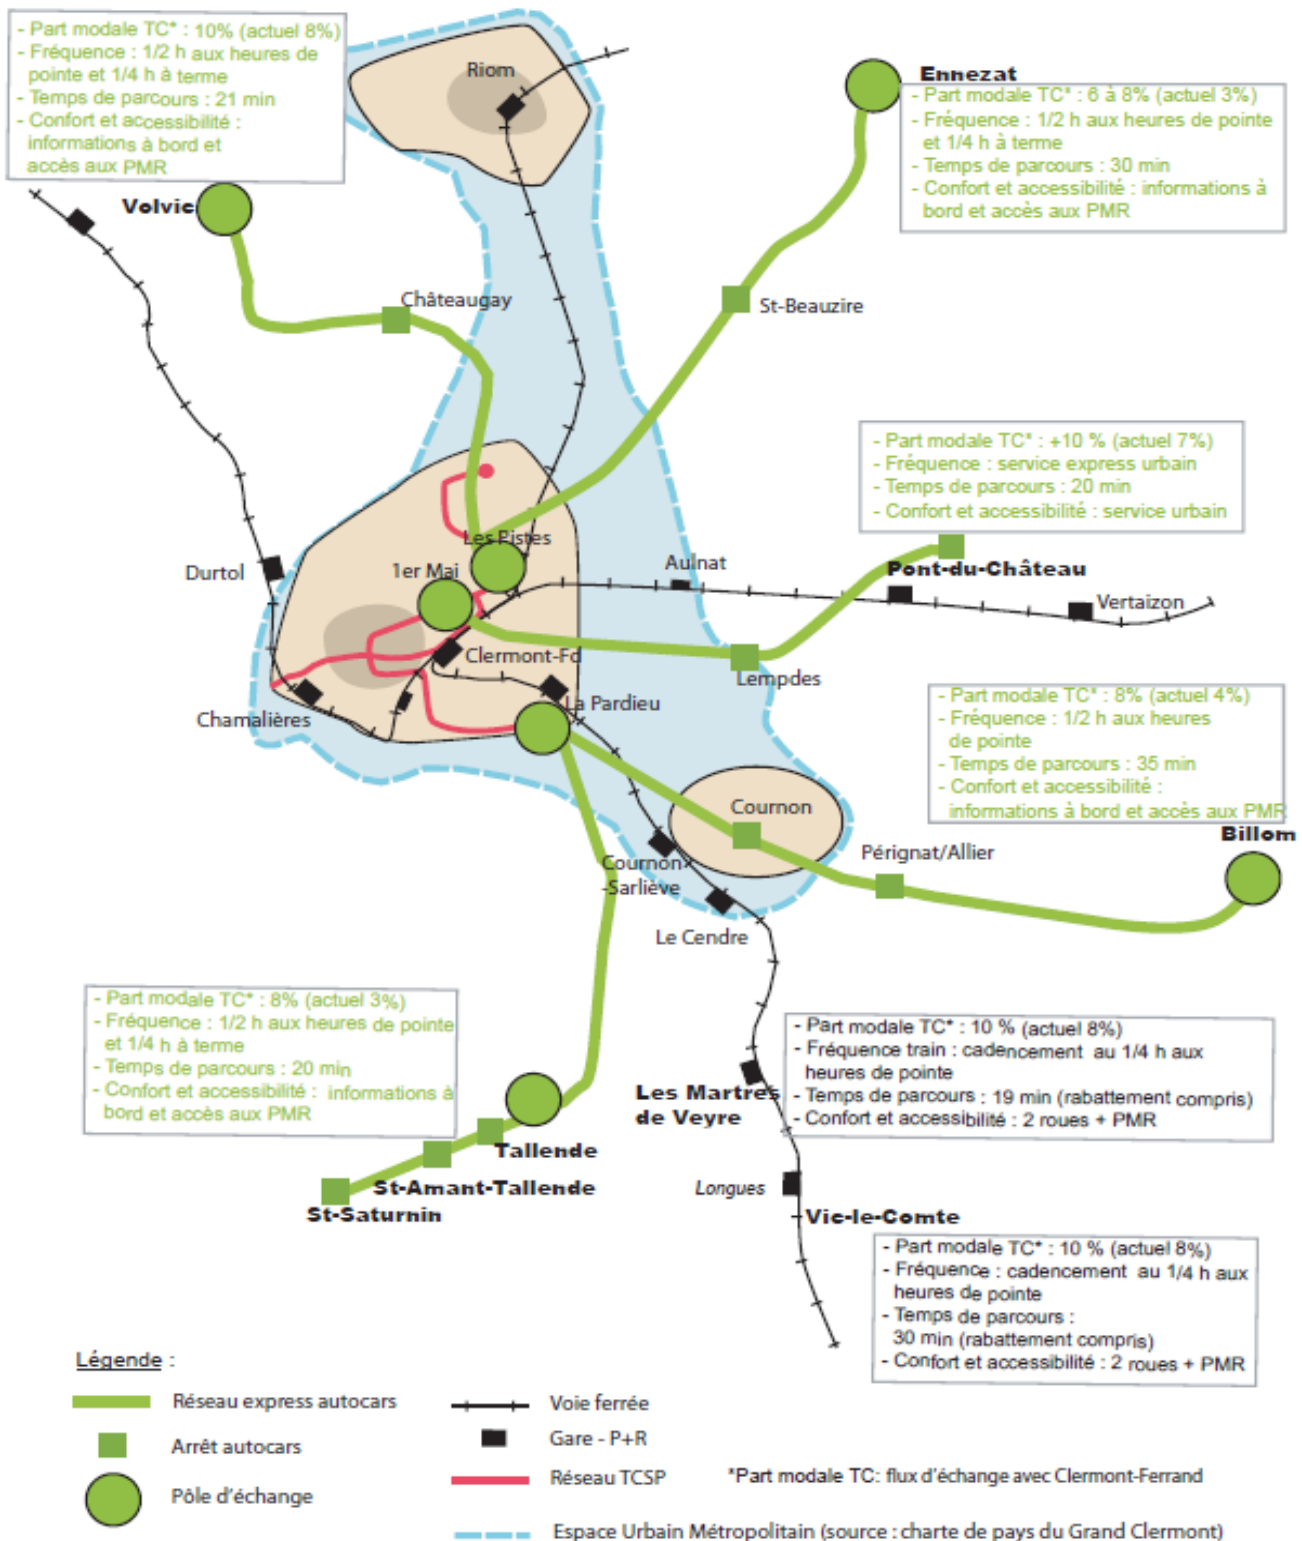 - Part modale TC* : 10% (actuel 8%)
- Fréquence : 1/2 h aux heures de
pointe et 1/4 h à terme
- Temps de parcours : 21 min
- Confort et accessibilité :
informations à bord et
accès aux PMR
Riom
Ennezat
- Part modale TC* : 6 à 8% (actuel 3%)
- Fréquence : 1/2 h aux heures de pointe
et 1/4 h à terme
- Temps de parcours : 30 min
- Confort et accessibilité : informations à
bord et accès aux PMR
Volvic
Châteaugay
St-Beauzire
- Part modale TC* : +10 % (actuel 7%)
- Fréquence : service express urbain
- Temps de parcours : 20 min
- Confort et accessibilité : service urbain
Les Pistes
Durtol
1er Mai
Aulnat
Pont-du-Château
Vertaizon
Clermont-Fd
Lempdes
Chamalières
La Pardieu
- Part modale TC* : 8% (actuel 4%)
- Fréquence : 1/2 h aux heures
de pointe
- Temps de parcours : 35 min
- Confort et accessibilité :
informations à bord et accès aux PMR
Cournon
Billom
Pérignat/Allier
Cournon
-Sarliève
Le Cendre
- Part modale TC* : 8% (actuel 3%)
- Fréquence : 1/2 h aux heures de pointe
et 1/4 h à terme
- Temps de parcours : 20 min
- Confort et accessibilité : informations à
bord et accès aux PMR
- Part modale TC* : 10 % (actuel 8%)
- Fréquence train : cadencement au 1/4 h aux
heures de pointe
- Temps de parcours : 19 min (rabattement compris)
- Confort et accessibilité : 2 roues + PMR
Les Martres
de Veyre
Tallende
St-Amant-Tallende
St-Saturnin
Longues
Vic-le-Comte
- Part modale TC* : 10 % (actuel 8%)
- Fréquence : cadencement au 1/4 h aux
heures de pointe
- Temps de parcours :
30 min (rabattement compris)
- Confort et accessibilité : 2 roues + PMR
Légende :
Réseau express autocars
Voie ferrée
Arrêt autocars
Gare - P+R
Pôle d'échange
Réseau TCSP
*Part modale TC: flux d'échange avec Clermont-Ferrand
Espace Urbain Métropolitain (source : charte de pays du Grand Clermont)